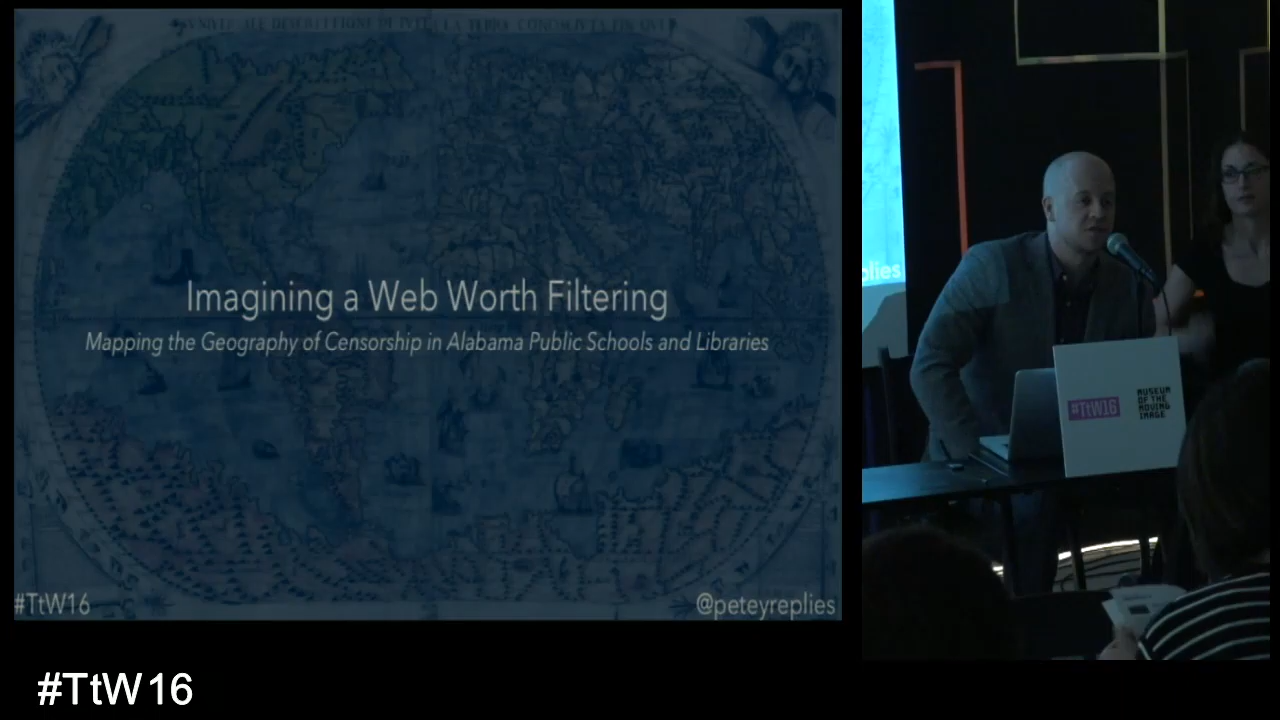 Imagining a Web Worth Filtering
Mapping the Geography of Censorship in Alabama Public Schools and Libraries
#TtW16
@peteyreplies
#TtW16
plies
#TtW16
MUSEUM
OF THE
MOVING
IMAGE